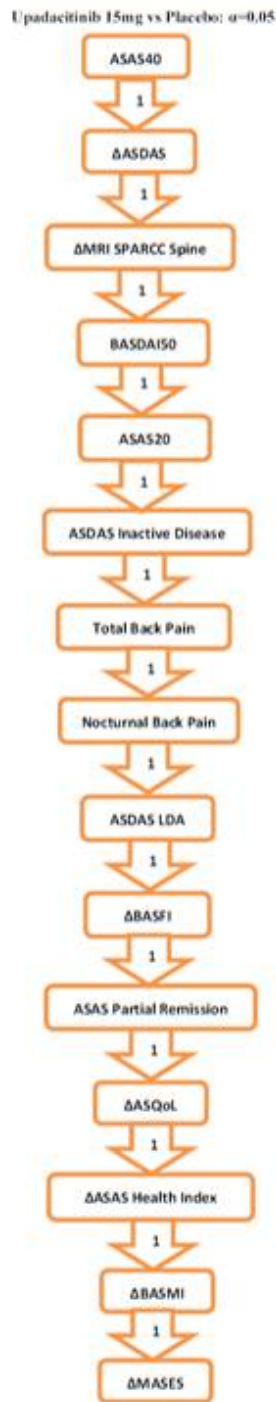 Upadacitinib 15mg vs Placebo: α=0.05
ASAS40
1
ΔASDAS
1
ΔMRI SPARCC Spine
1
BASDAI50
1
ASAS20
1
ASDAS Inactive Disease
1
Total Back Pain
1
Nocturnal Back Pain
1
ASDAS LDA
1
ΔBASFI
1
ASAS Partial Remission
1
ΔASQoL
1
ΔASAS Health Index
1
ΔBASMI
1
ΔMASES